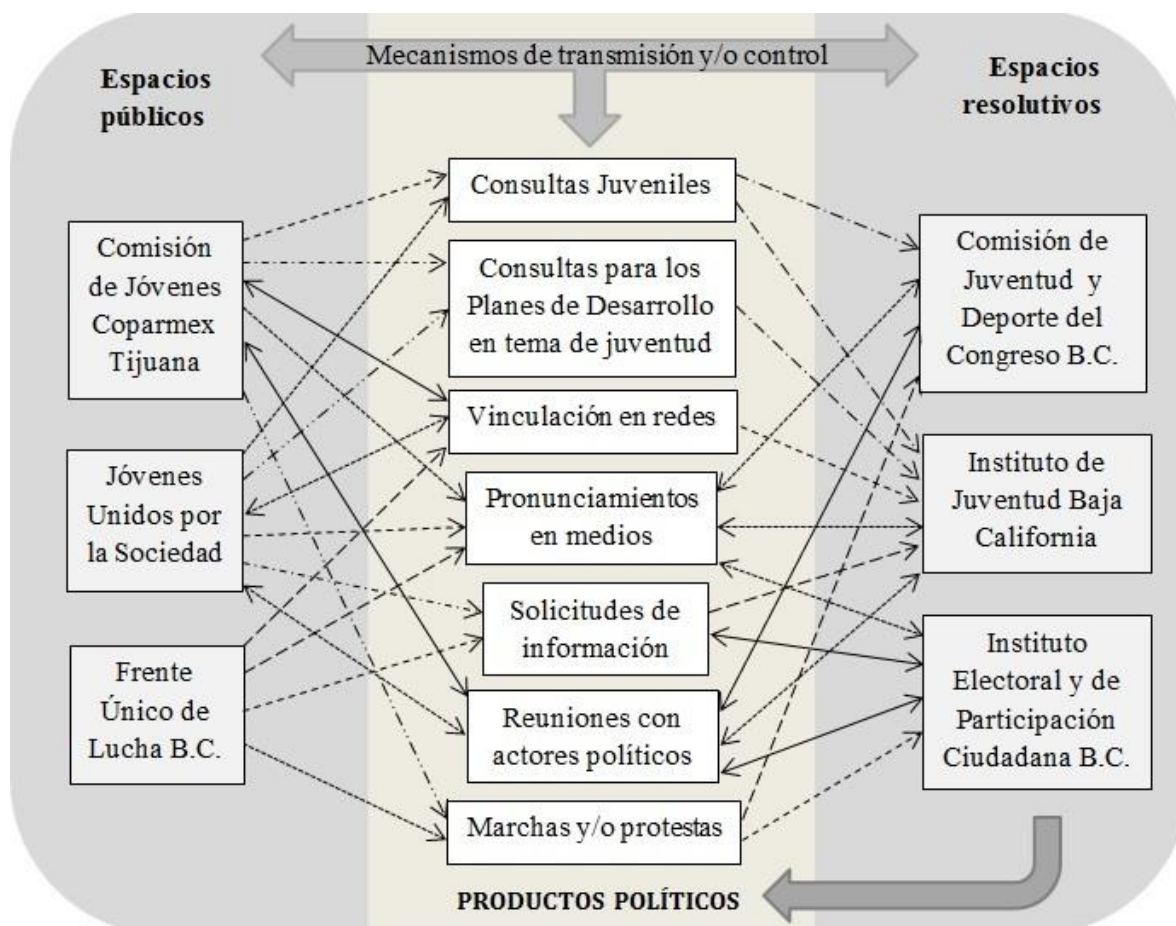 Mecanismos de transmisión y/o control
Espacios
públicos
Espacios
resolutivos
Comisión
de Jóvenes
Coparmex
Tijuana
Jóvenes
Unidos por
la Sociedad
Frente
Único de
Lucha B.C.
Consultas Juveniles
Consultas para los
Planes de Desarrollo
en tema de juventud
Vinculación en redes
Pronunciamientos
en medios
Solicitudes de
información
Reuniones con
actores políticos
Marchas y/o protestas
Comisión de
Juventud y
Deporte del
Congreso B.C.
Instituto de
Juventud Baja
California
Instituto
Electoral y de
Participación
Ciudadana B.C.
PRODUCTOS POLÍTICOS